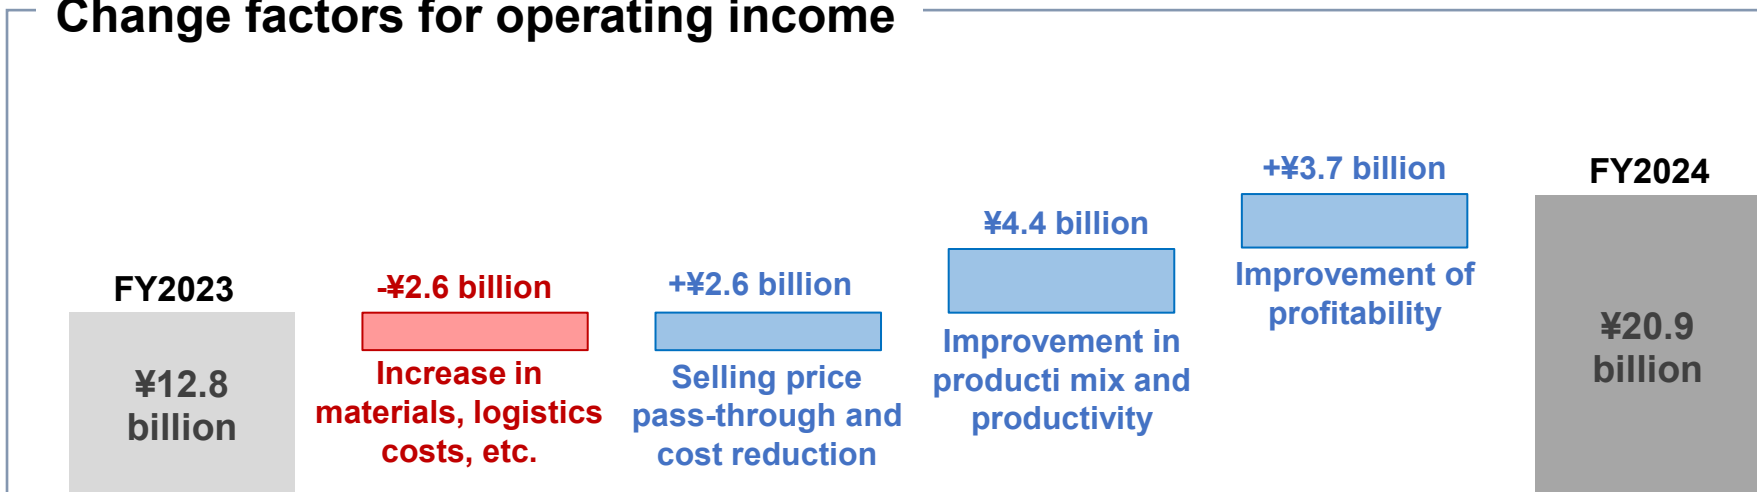 Change factors for operating income
FY2023
¥12.8
billion
-¥2.6 billion
Increase in
materials, logistics
costs, etc.
+¥2.6 billion
Selling price
pass-through and
cost reduction
¥4.4 billion
Improvement in
producti mix and
productivity
+¥3.7 billion
Improvement of
profitability
FY2024
¥20.9
billion